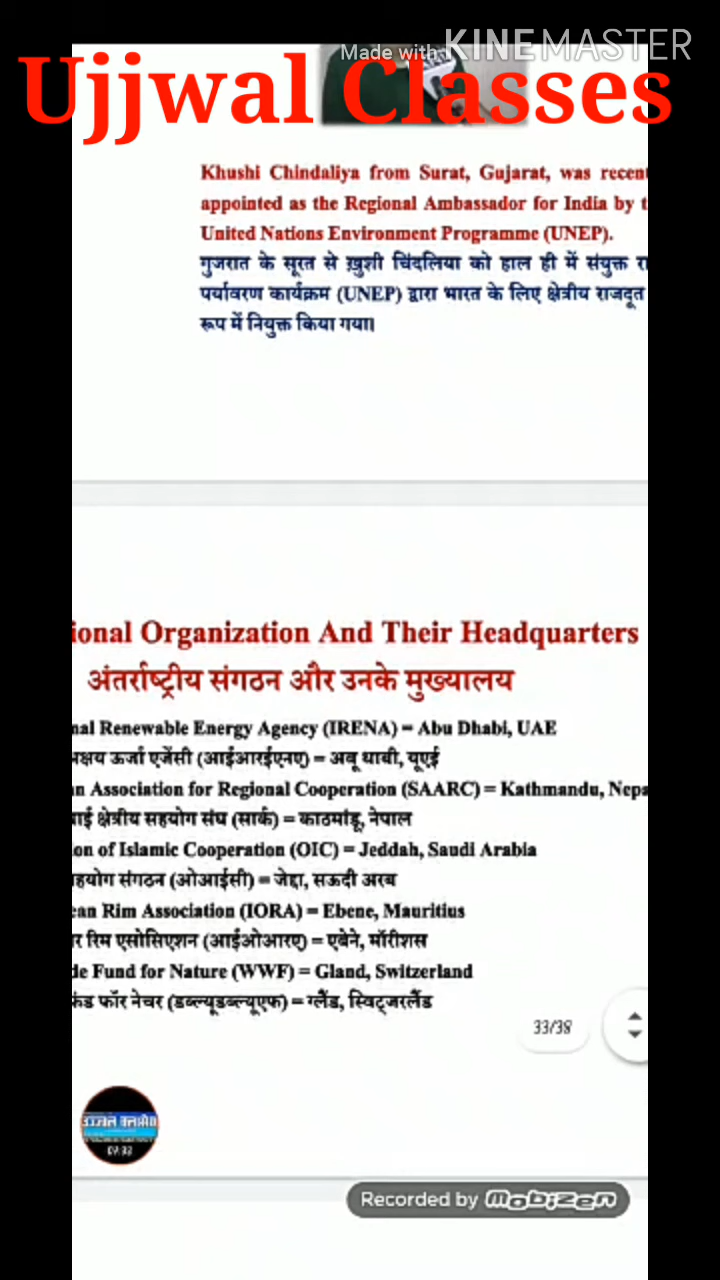 Made with KINEMASTER
Ujjwal Classes
Khushi Chindaliya from Surat, Gujarat, was recent
appointed as the Regional Ambassador for India by t
United Nations Environment Programme (UNEP).
गुजरात के सूरत से ख़ुशी चिंदलिया को हाल ही में संयुक्त रा
पर्यावरण कार्यक्रम (UNEP) द्वारा भारत के लिए क्षेत्रीय राजदूत
रूप में नियुक्त किया गया।
ional Organization And Their Headquarters
अंतर्राष्ट्रीय संगठन और उनके मुख्यालय
nal Renewable Energy Agency (IRENA) = Abu Dhabi, UAE
क्षय ऊर्जा एजेंसी (आईआरईएनए) = अबू धाबी, यूएई
n Association for Regional Cooperation (SAARC) = Kathmandu, Nepa
ाई क्षेत्रीय सहयोग संघ (सार्क) = काठमांडू, नेपाल
on of Islamic Cooperation (OIC) = Jeddah, Saudi Arabia
हयोग संगठन (ओआईसी) = जेद्दा, सऊदी अरब
ean Rim Association (IORA) = Ebene, Mauritius
र रिम एसोसिएशन (आईओआरए) = एबेने, मॉरीशस
de Fund for Nature (WWF) = Gland, Switzerland
फंड फॉर नेचर (डब्ल्यूडब्ल्यूएफ) = ग्लैंड, स्विट्जरलैंड
33/38
उज्जवल क्लासेस
Recorded by mobizen